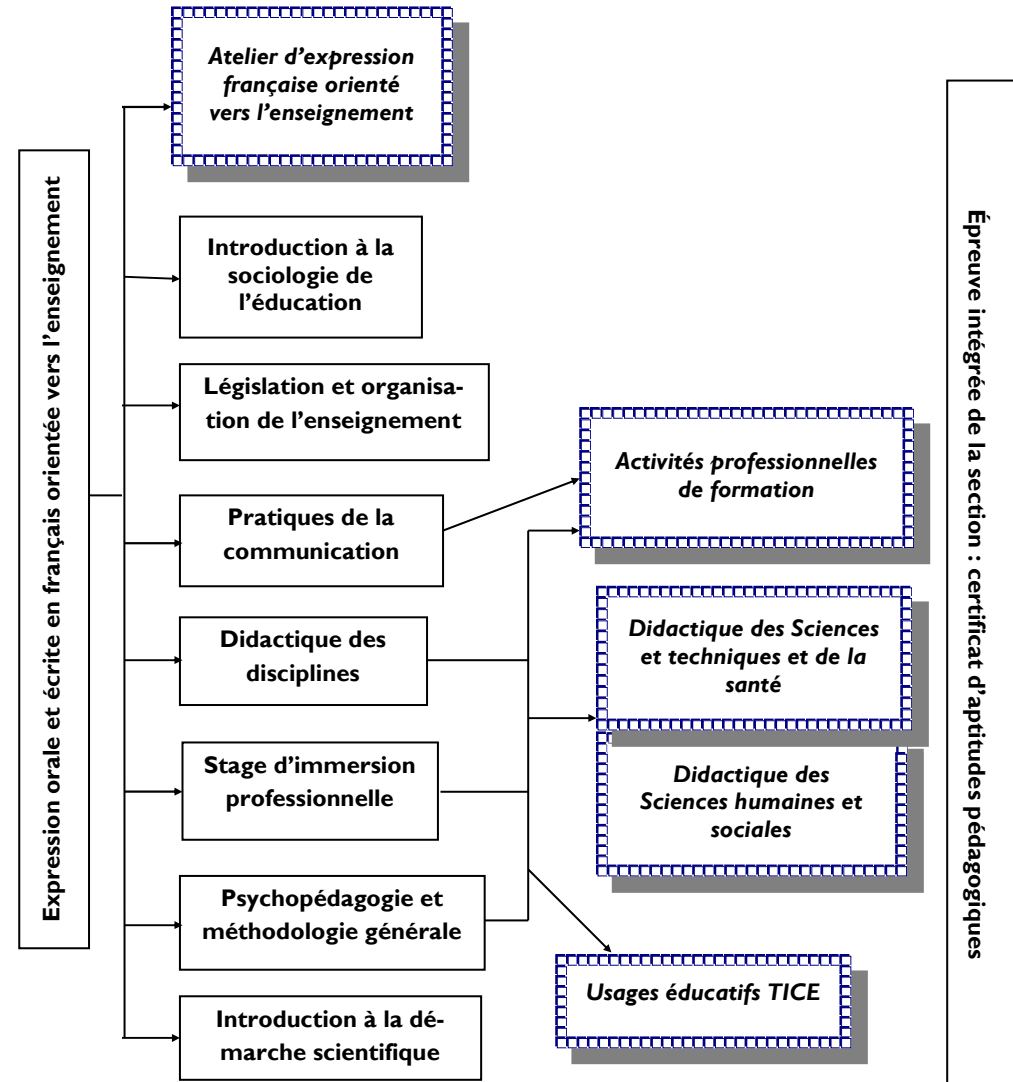 Expression orale et écrite en français orientée vers l'enseignement
Atelier d'expression
française orienté
vers l'enseignement
Introduction à la
sociologie de
l'éducation
Législation et organisa-
tion de l'enseignement
Pratiques de la
communication
Didactique des
disciplines
Stage d'immersion
professionnelle
Psychopédagogie et
méthodologie générale
Introduction à la dé-
marche scientifique
Activités professionnelles
de formation
Didactique des Sciences
et techniques et de la
santé
Didactique des
Sciences humaines et
sociales
Usages éducatifs TICE
Épreuve intégrée de la section : certificat d'aptitudes pédagogiques